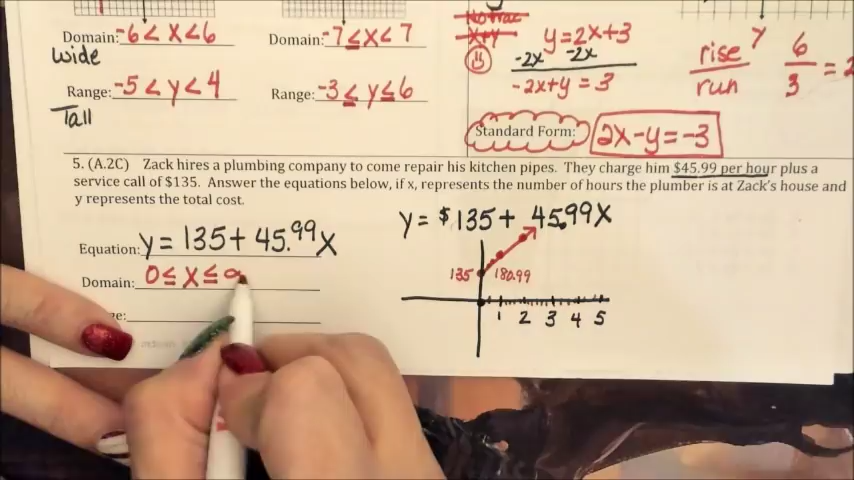 Domain: -6 < x < 6
Wide
Range: -5 < y < 4
Tall
Domain: -7 ≤ x < 7
Range: -3 ≤ y ≤ 6
y = 2x + 3
-2x -2x
-2x + y = 3
Standard Form: 2x - y = -3
rise y 6
run 3 = 2
5. (A.2C) Zack hires a plumbing company to come repair his kitchen pipes. They charge him $45.99 per hour plus a
service call of $135. Answer the equations below, if x, represents the number of hours the plumber is at Zack's house and
y represents the total cost.
Equation: y = 135 + 45.99x
Domain: 0 ≤ x ≤
y = $135 + 45.99x
135 180.99
1 2 3 4 5